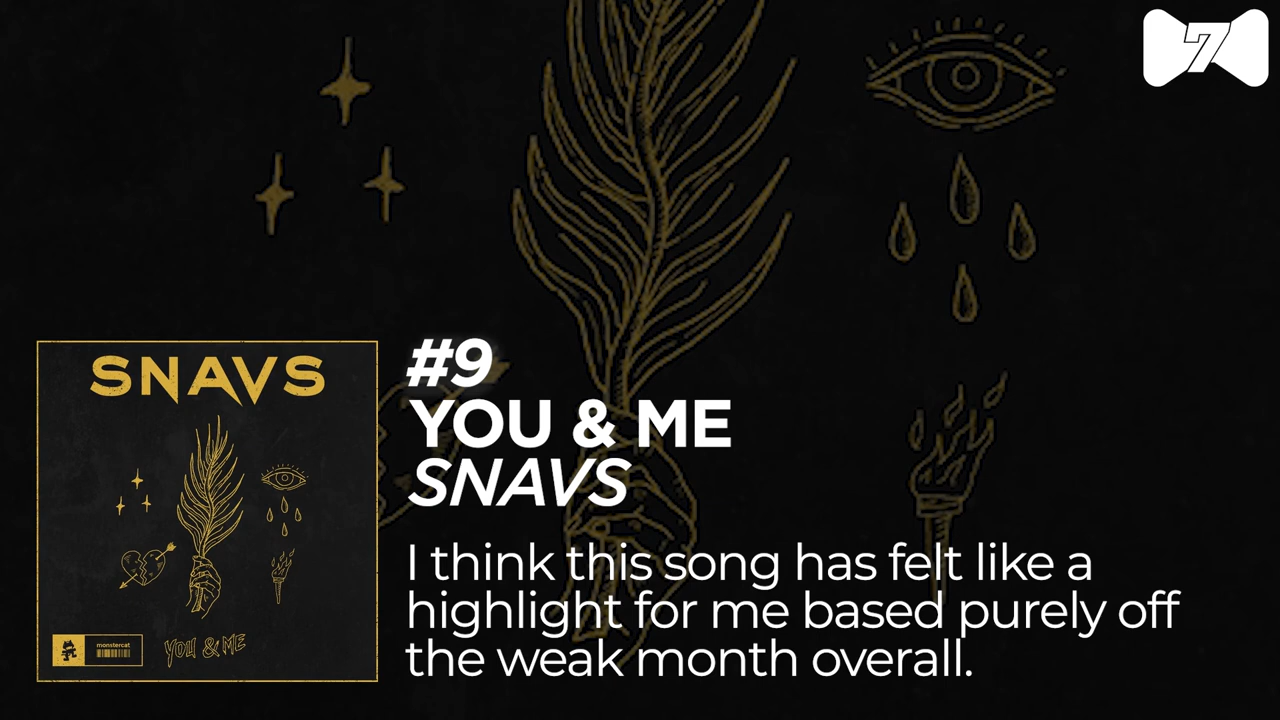 7
SNAVS
monstercat
YOU & ME
#9
YOU & ME
SNAVS
I think this song has felt like a
highlight for me based purely off
the weak month overall.